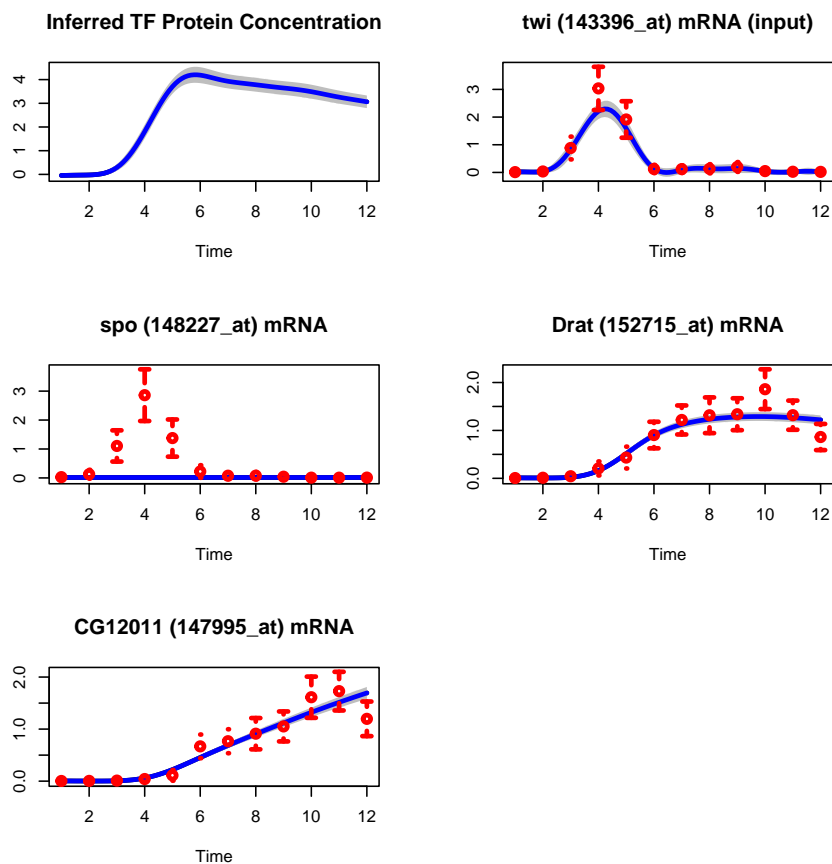 Inferred TF Protein Concentration
4
3
2
1
0
2 4 6 8 10 12
Time
twi (143396_at) mRNA (input)
3
2
1
0
2 4 6 8 10 12
Time
spo (148227_at) mRNA
3
2
1
0
2 4 6 8 10 12
Time
Drat (152715_at) mRNA
2.0
1.0
0.0
2 4 6 8 10 12
Time
CG12011 (147995_at) mRNA
2.0
1.0
0.0
2 4 6 8 10 12
Time